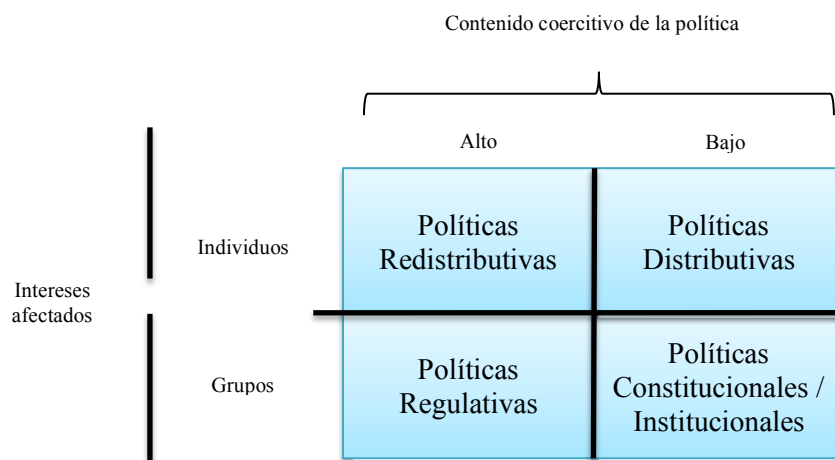 Contenido coercitivo de la política
Alto
Bajo
Individuos
Políticas
Redistributivas
Políticas
Distributivas
Intereses
afectados
Grupos
Políticas
Regulativas
Políticas
Constitucionales /
Institucionales